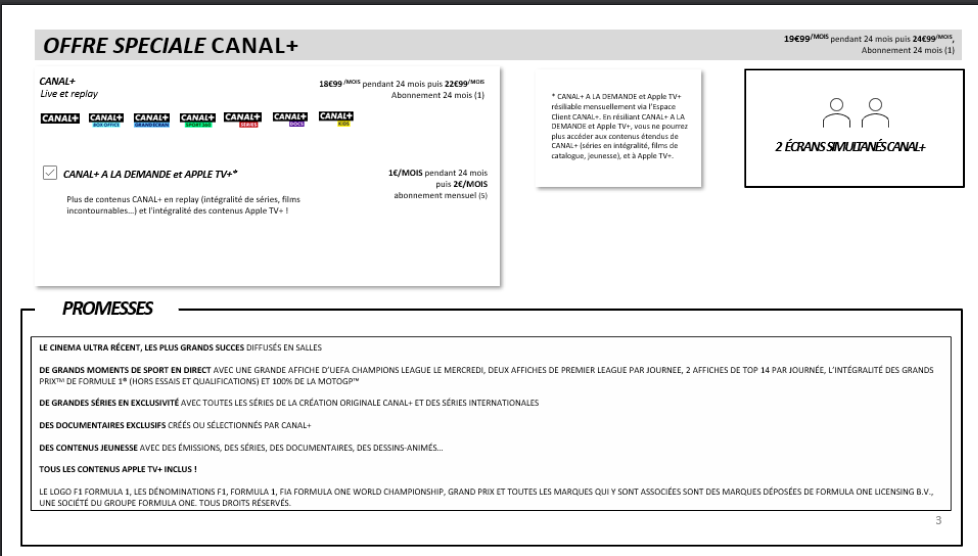 OFFRE SPECIALE CANAL+
19€99/MOIS pendant 24 mois puis 24€99/MOIS,
Abonnement 24 mois (1)
CANAL+
Live et replay
18€99/MOIS pendant 24 mois puis 22€99/MOIS
Abonnement 24 mois (1)
CANAL+ CANAL+ BOX OFFICE CANAL+ GRAND ECRAN CANAL+ SPORT 360 CANAL+ SERIES CANAL+ DOCS CANAL+ KIDS
CANAL+ A LA DEMANDE et APPLE TV+*
1€/MOIS pendant 24 mois
puis 2€/MOIS
abonnement mensuel (5)
Plus de contenus CANAL+ en replay (intégralité de séries, films
incontournables...) et l'intégralité des contenus Apple TV+ !
* CANAL+ A LA DEMANDE et Apple TV+
résiliable mensuellement via l'Espace
Client CANAL+. En résiliant CANAL+ A LA
DEMANDE et Apple TV+, vous ne pourrez
plus accéder aux contenus étendus de
CANAL+ (séries en intégralité, films de
catalogue, jeunesse), et à Apple TV+.
2 ÉCRANS SIMULTANÉS CANAL+
PROMESSES
LE CINEMA ULTRA RÉCENT, LES PLUS GRANDS SUCCES DIFFUSÉS EN SALLES
DE GRANDS MOMENTS DE SPORT EN DIRECT AVEC UNE GRANDE AFFICHE D'UEFA CHAMPIONS LEAGUE LE MERCREDI, DEUX AFFICHES DE PREMIER LEAGUE PAR JOURNEE, 2 AFFICHES DE TOP 14 PAR JOURNÉE, L'INTÉGRALITÉ DES GRANDS
PRIX™ DE FORMULE 1® (HORS ESSAIS ET QUALIFICATIONS) ET 100% DE LA MOTOGP™
DE GRANDES SÉRIES EN EXCLUSIVITÉ AVEC TOUTES LES SÉRIES DE LA CRÉATION ORIGINALE CANAL+ ET DES SÉRIES INTERNATIONALES
DES DOCUMENTAIRES EXCLUSIFS CRÉÉS OU SÉLECTIONNÉS PAR CANAL+
DES CONTENUS JEUNESSE AVEC DES ÉMISSIONS, DES SÉRIES, DES DOCUMENTAIRES, DES DESSINS-ANIMÉS...
TOUS LES CONTENUS APPLE TV+ INCLUS !
LE LOGO F1 FORMULA 1, LES DÉNOMINATIONS F1, FORMULA 1, FIA FORMULA ONE WORLD CHAMPIONSHIP, GRAND PRIX ET TOUTES LES MARQUES QUI Y SONT ASSOCIÉES SONT DES MARQUES DÉPOSÉES DE FORMULA ONE LICENSING B.V.,
UNE SOCIÉTÉ DU GROUPE FORMULA ONE. TOUS DROITS RÉSERVÉS.
3